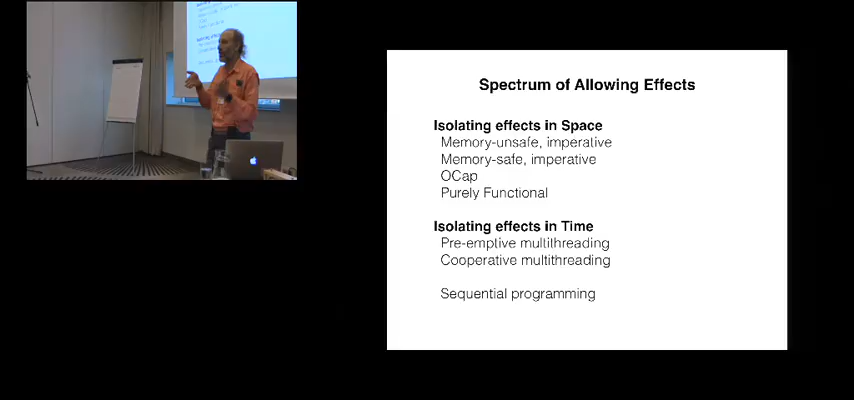 Spectrum of Allowing Effects
Isolating effects in Space
Memory-unsafe, imperative
Memory-safe, imperative
OCap
Purely Functional
Isolating effects in Time
Pre-emptive multithreading
Cooperative multithreading
Sequential programming